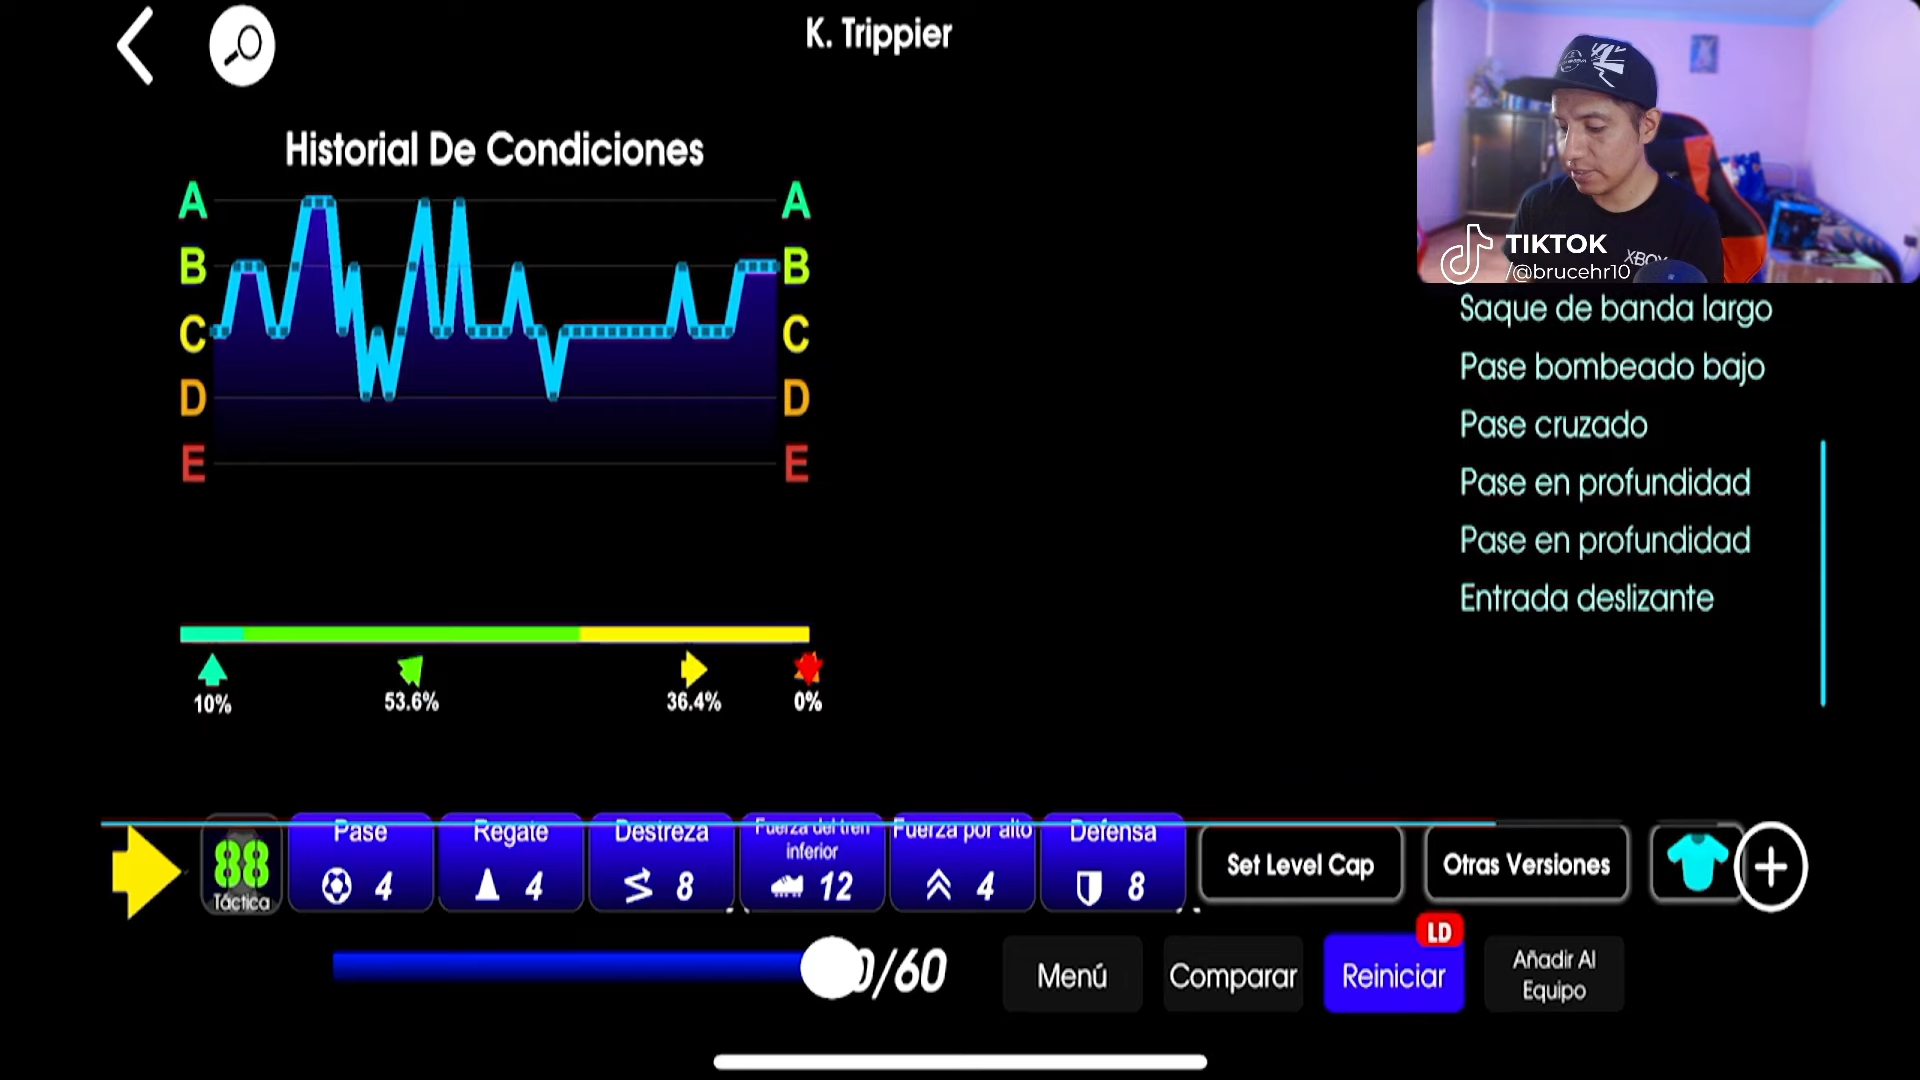 K. Trippier
Historial De Condiciones
A A
B B
C C
D D
E E
10% 53.6% 36.4% 0%
TIKTOK
/@brucehr10
XBOX
Saque de banda largo
Pase bombeado bajo
Pase cruzado
Pase en profundidad
Pase en profundidad
Entrada deslizante
88
Táctica
Pase
4
Regate
4
Destreza
8
Fuerza del tren
inferior
12
Fuerza por alto
4
Defensa
8
Set Level Cap
Otras Versiones
0/60
Menú
Comparar
LD
Reiniciar
Añadir Al
Equipo